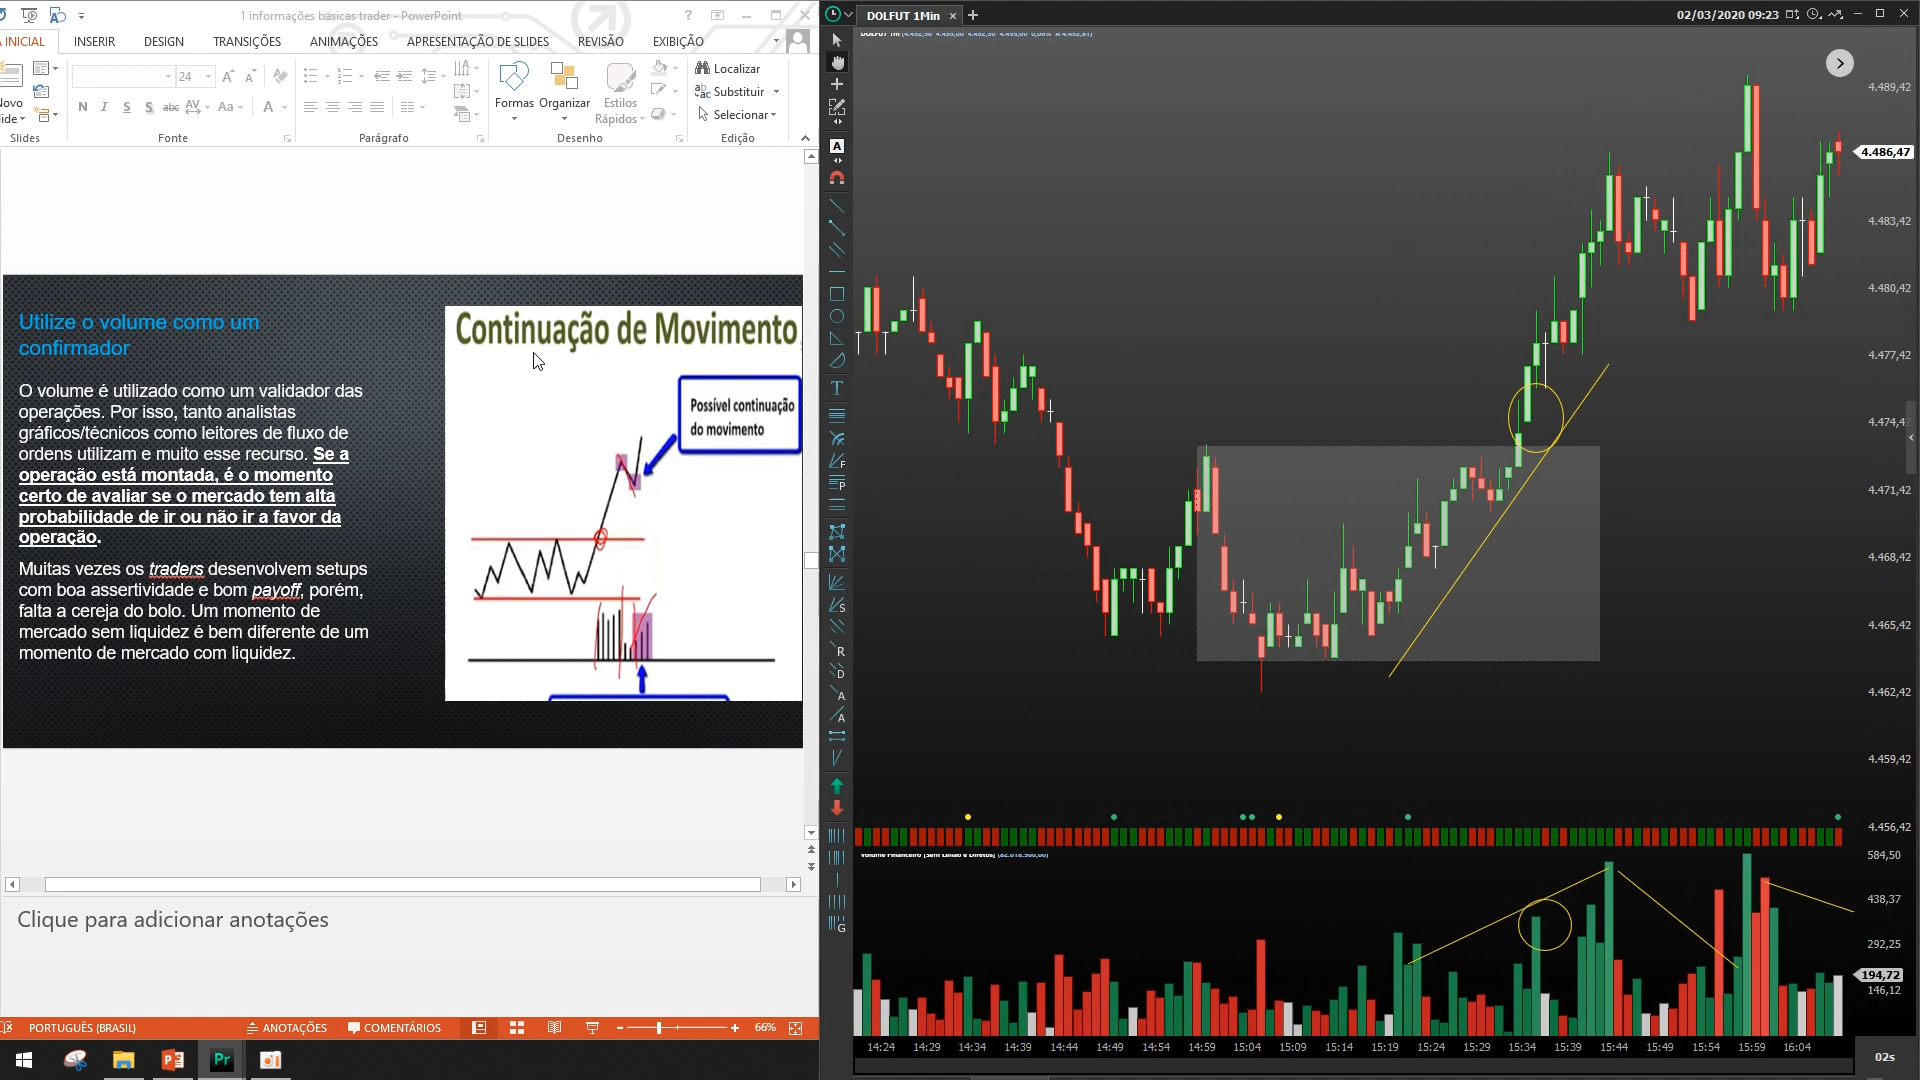 1 informações básicas trader - PowerPoint
INICIAL
INSERIR
DESIGN
TRANSIÇÕES
ANIMAÇÕES
APRESENTAÇÃO DE SLIDES
REVISÃO
EXIBIÇÃO
24
N I S S abc AV Aa A
Slides
Fonte
Parágrafo
Formas
Organizar
Estilos
Rápidos
Desenho
Localizar
Substituir
Selecionar
Edição
Utilize o volume como um
confirmador
O volume é utilizado como um validador das
operações. Por isso, tanto analistas
gráficos/técnicos como leitores de fluxo de
ordens utilizam e muito esse recurso. Se a
operação está montada, é o momento
certo de avaliar se o mercado tem alta
probabilidade de ir ou não ir a favor da
operação.
Muitas vezes os traders desenvolvem setups
com boa assertividade e bom payoff, porém,
falta a cereja do bolo. Um momento de
mercado sem liquidez é bem diferente de um
momento de mercado com liquidez.
Continuação de Movimento
Possível continuação
do movimento
Clique para adicionar anotações
PORTUGUÊS (BRASIL)
ANOTAÇÕES
COMENTÁRIOS
66%
Pr
DOLFUT 1Min
02/03/2020 09:23
4.489,42
4.486,47
4.483,42
4.480,42
4.477,42
4.474,42
4.471,42
4.468,42
4.465,42
4.462,42
4.459,42
4.456,42
584,50
438,37
292,25
194,72
146,12
14:24 14:29 14:34 14:39 14:44 14:49 14:54 14:59 15:04 15:09 15:14 15:19 15:24 15:29 15:34 15:39 15:44 15:49 15:54 15:59 16:04
02s